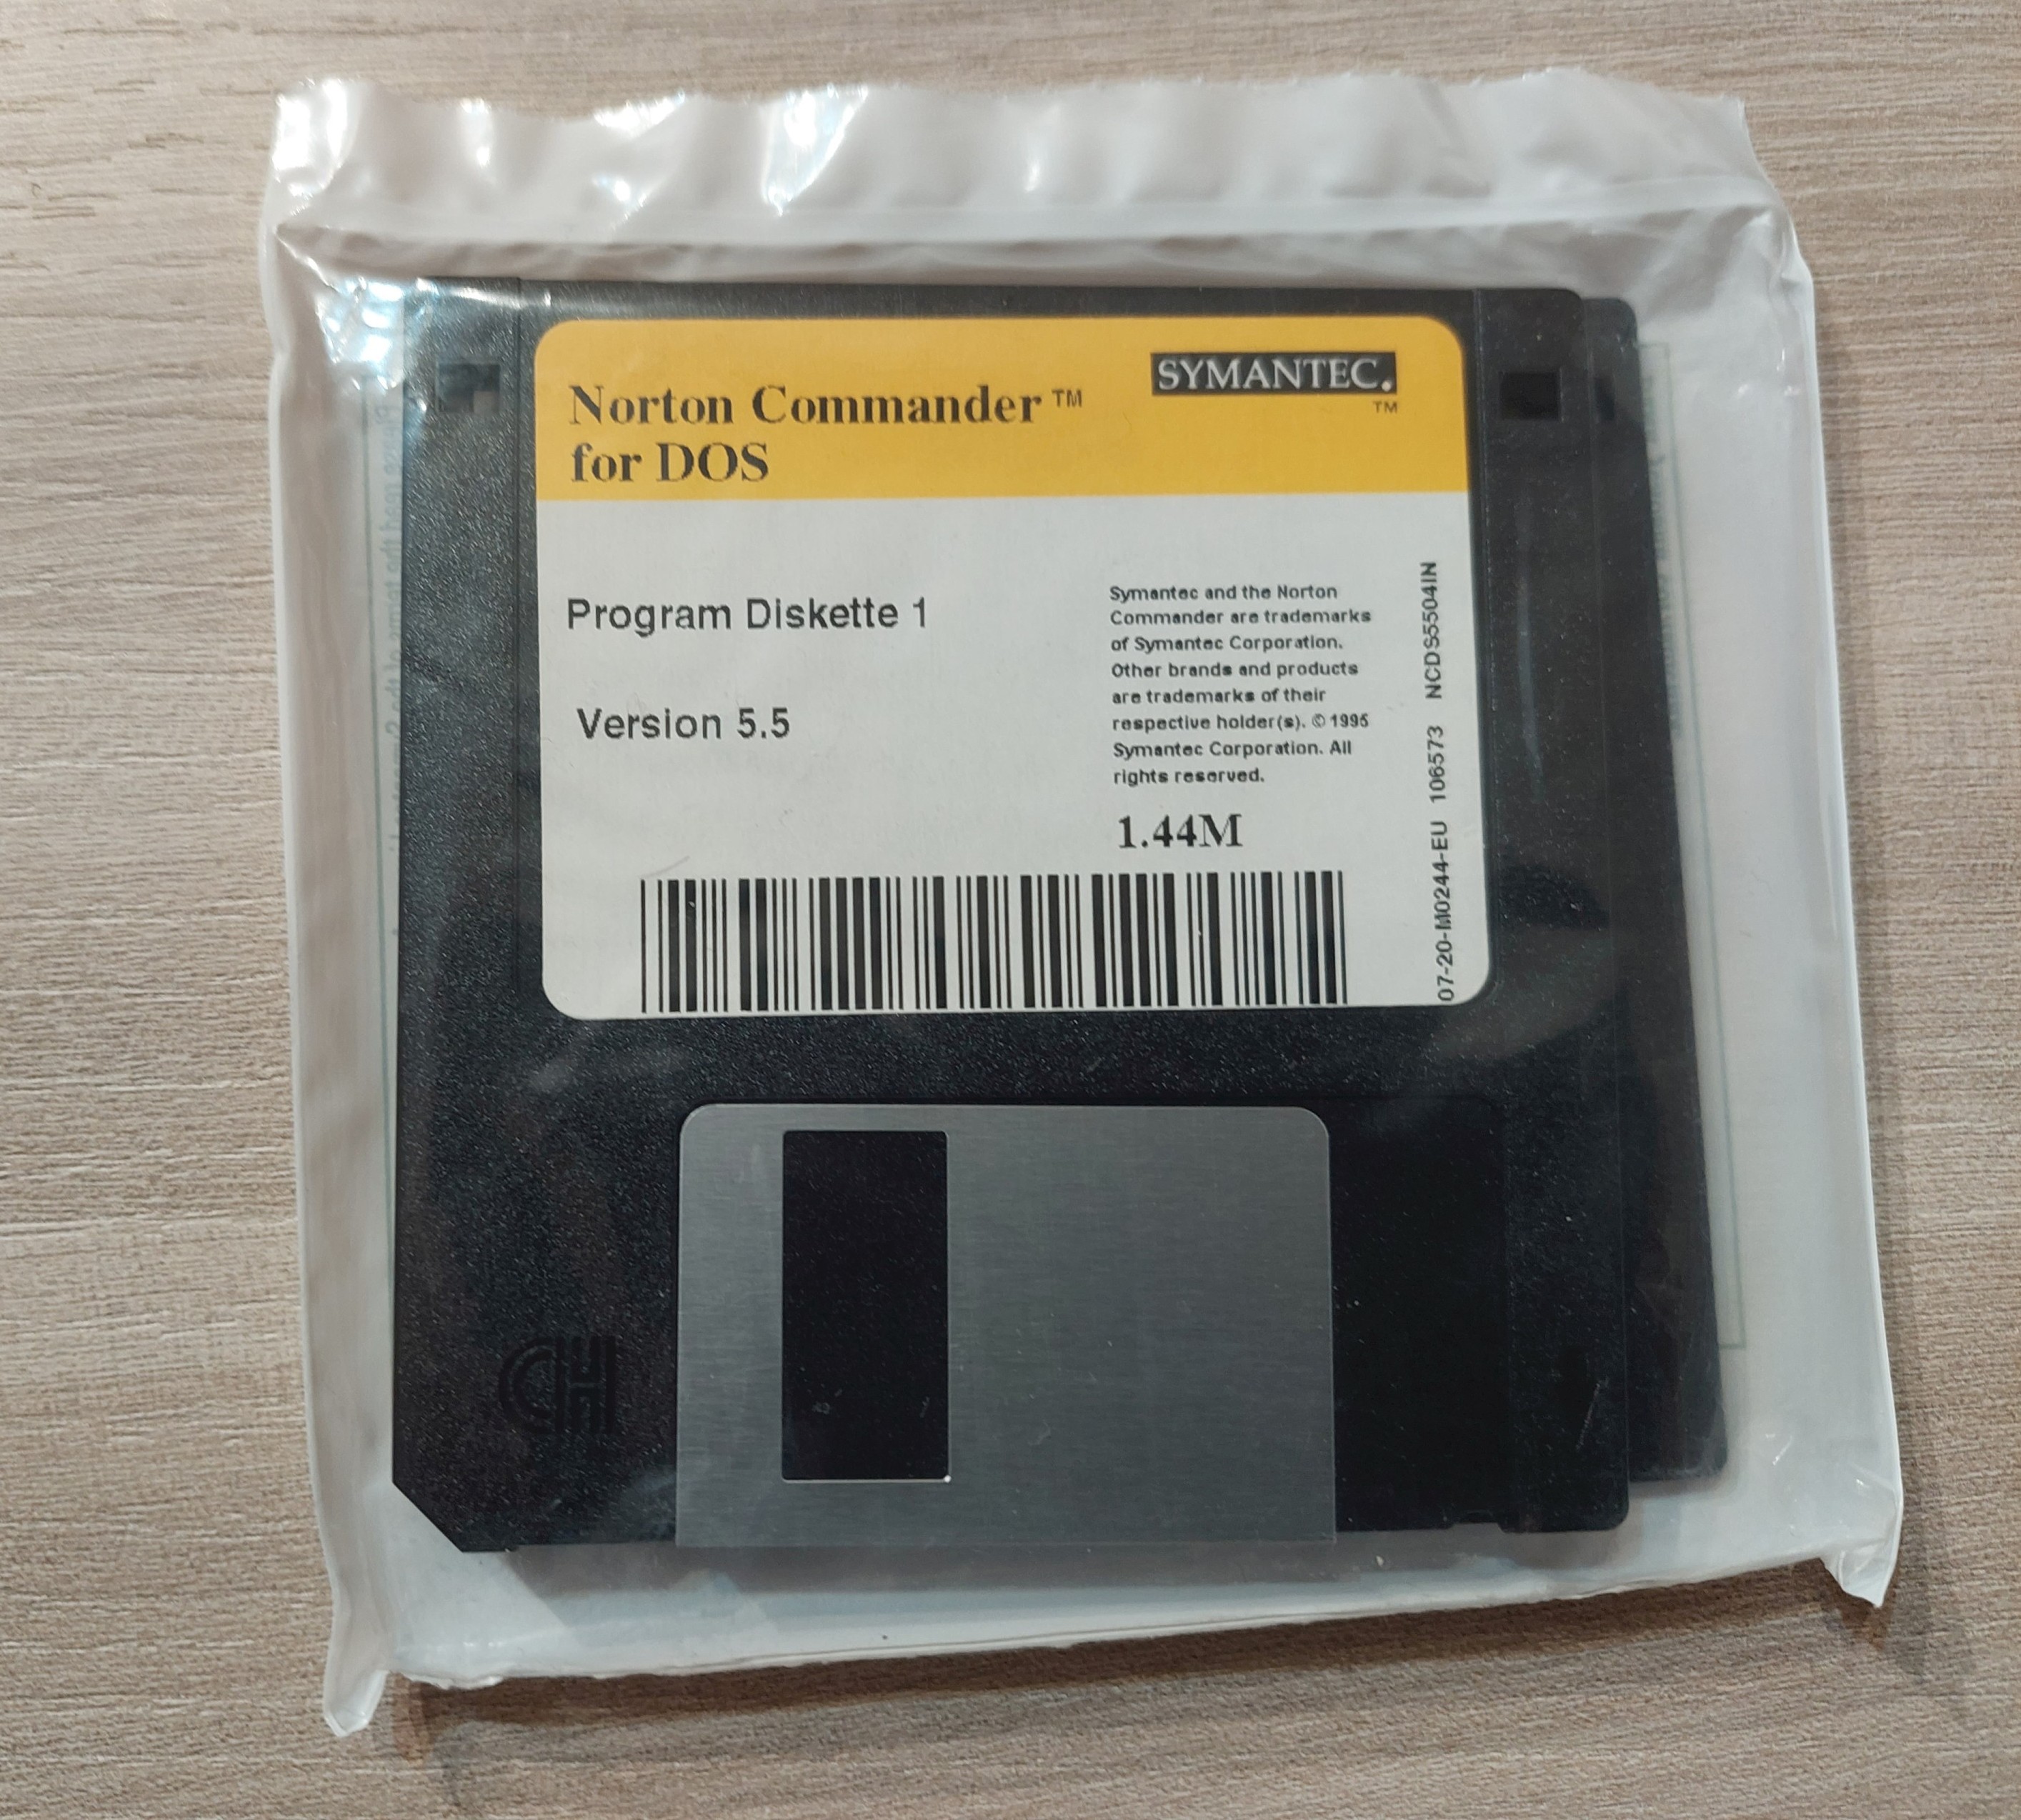 Norton Commander™
for DOS
SYMANTEC.
TM
Program Diskette 1
Version 5.5
Symantec and the Norton
Commander are trademarks
of Symantec Corporation.
Other brands and products
are trademarks of their
respective holder(s). © 1995
Symantec Corporation. All
rights reserved.
1.44M
07-20-M0244-EU 106573 NCDS5504IN